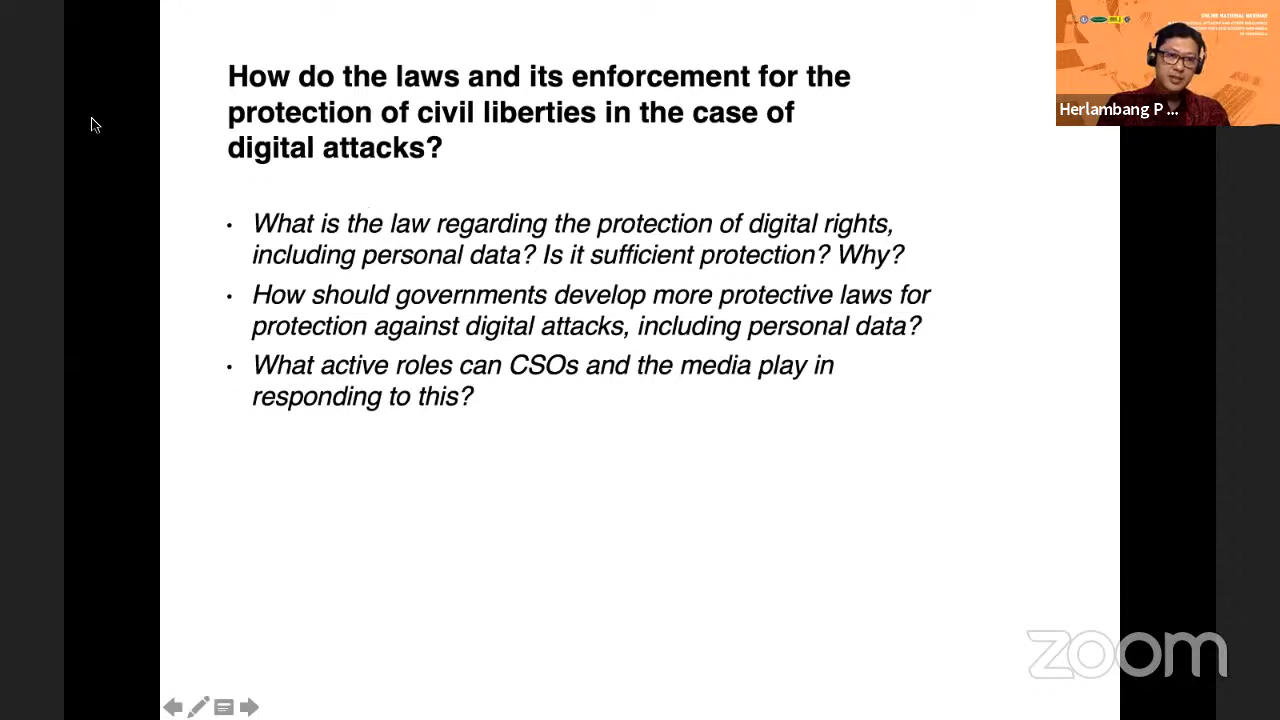 How do the laws and its enforcement for the
protection of civil liberties in the case of
digital attacks?
• What is the law regarding the protection of digital rights,
including personal data? Is it sufficient protection? Why?
• How should governments develop more protective laws for
protection against digital attacks, including personal data?
• What active roles can CSOs and the media play in
responding to this?
ONLINE NATIONAL WEBINAR
Herlambang P ...
zoom